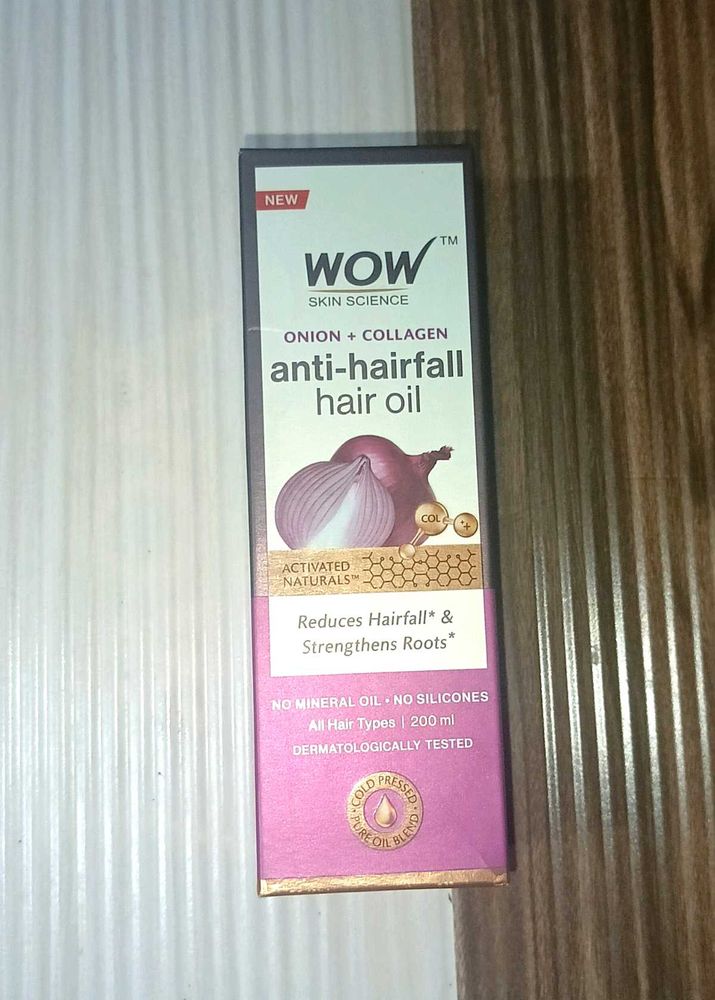 NEW
WOW™
SKIN SCIENCE
ONION + COLLAGEN
anti-hairfall
hair oil
COL
ACTIVATED
NATURALS™
Reduces Hairfall* &
Strengthens Roots*
NO MINERAL OIL • NO SILICONES
All Hair Types | 200 ml
DERMATOLOGICALLY TESTED
COLD PRESSED •
PURE OIL BLEND •